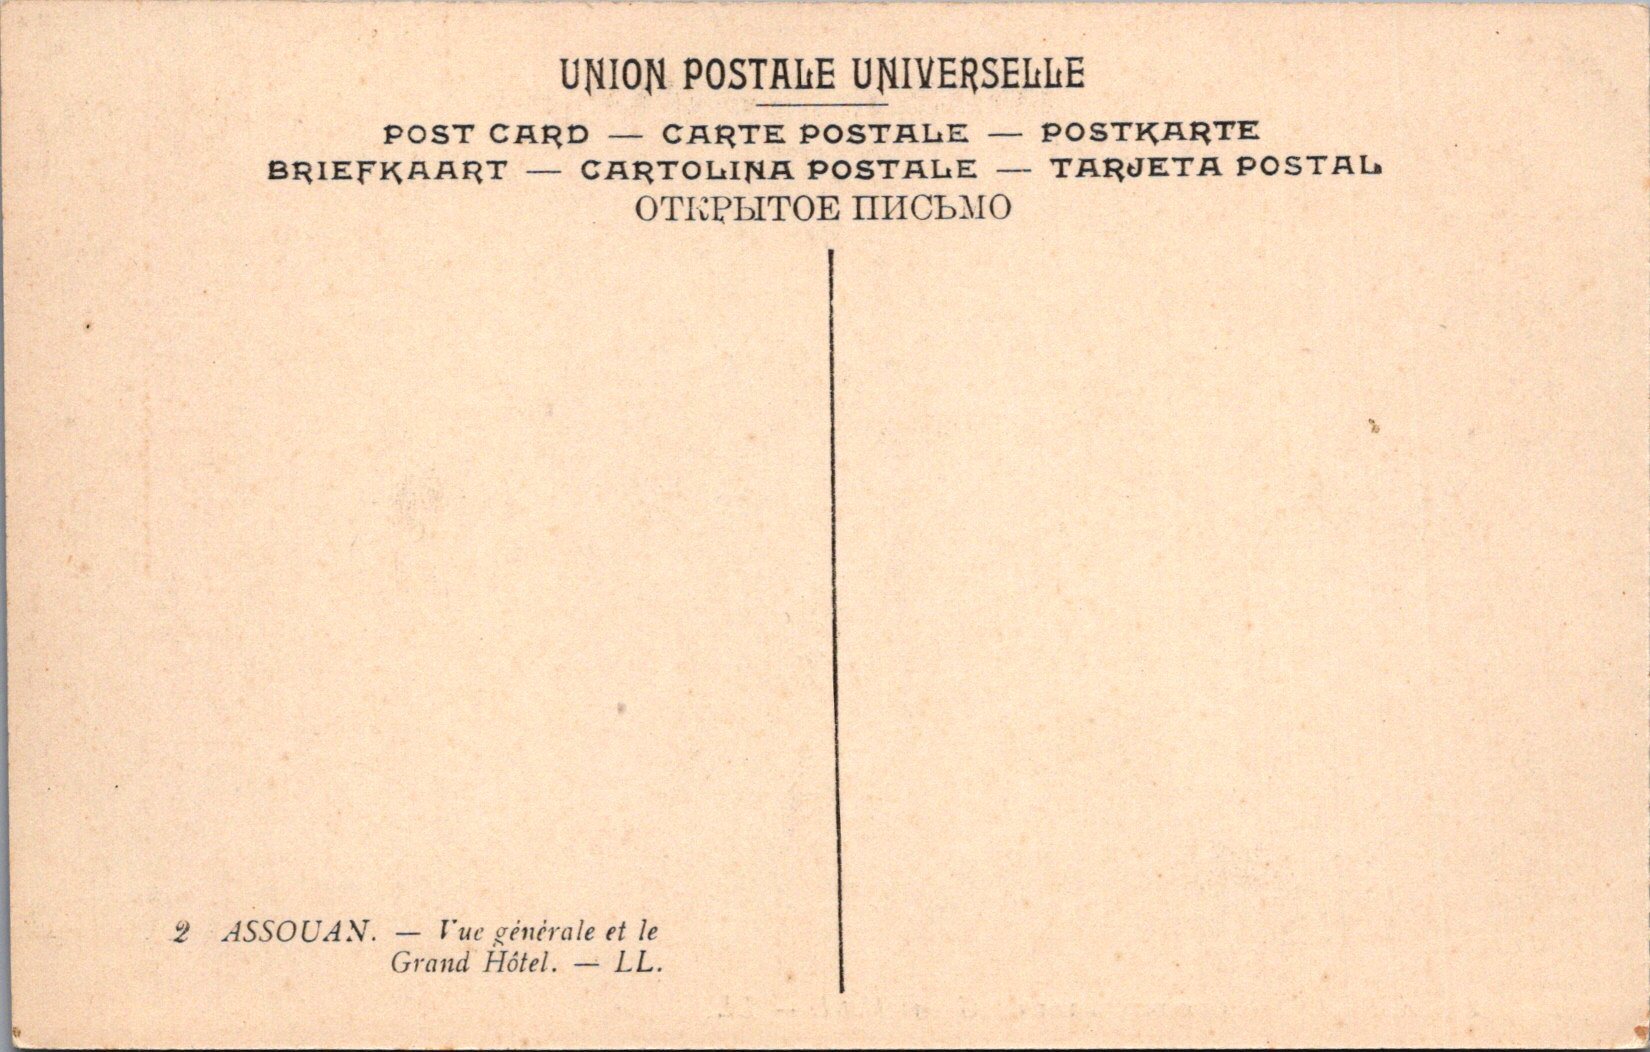 UNION POSTALE UNIVERSELLE
POST CARD — CARTE POSTALE — POSTKARTE
BRIEFKAART — CARTOLINA POSTALE — TARJETA POSTAL
ОТКРЫТОЕ ПИСЬМО
2 ASSOUAN. — Vue générale et le
Grand Hôtel. — LL.